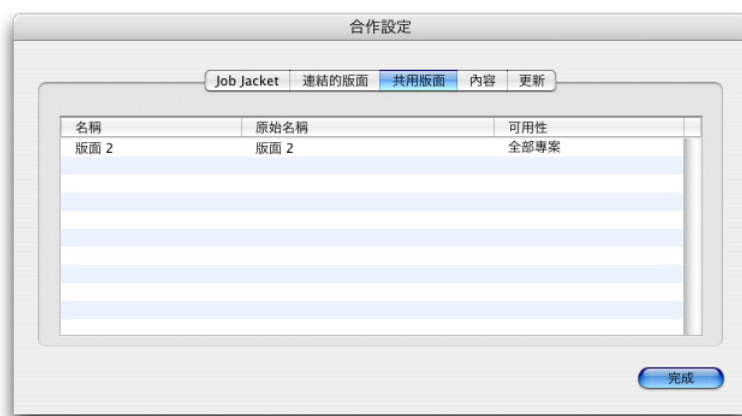 合作設定
Job Jacket 連結的版面 共用版面 內容 更新
名稱 原始名稱 可用性
版面 2 版面 2 全部專案
完成